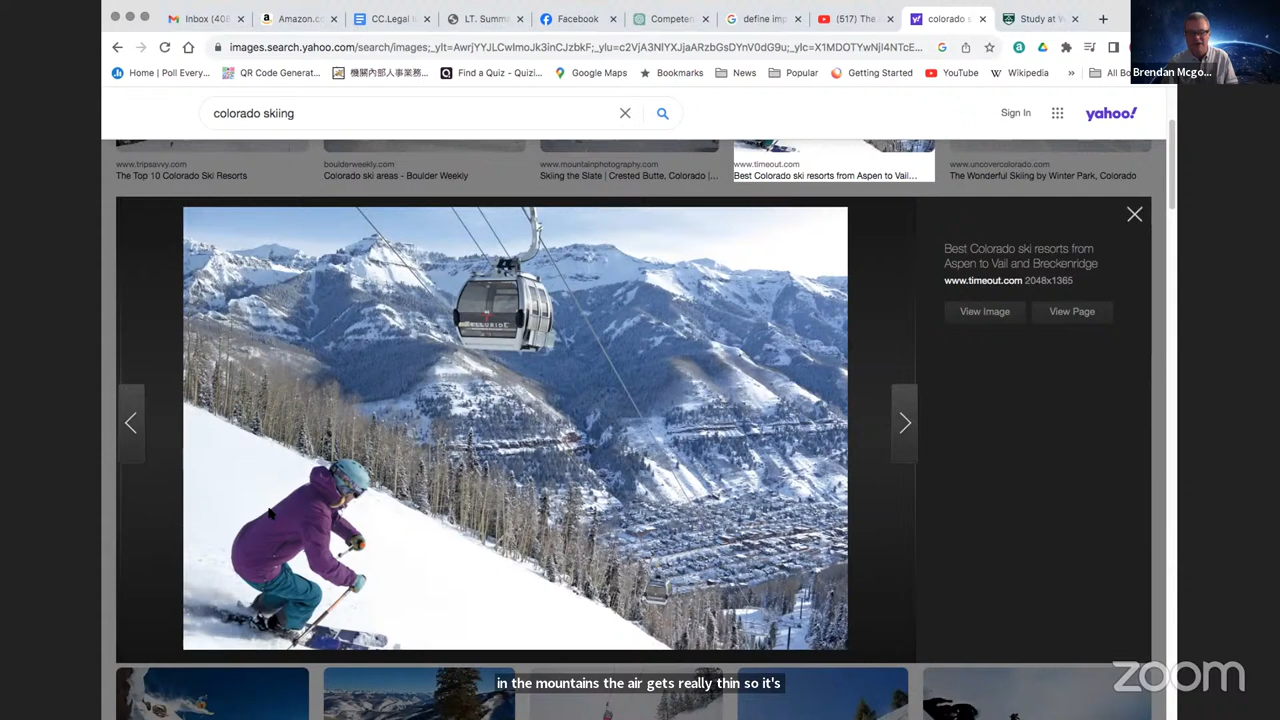 Inbox (408
Amazon.c
CC.Legal I
LT. Summa
Facebook
Competen
define imp
(517) The
colorado s
Study at W
images.search.yahoo.com/search/images;_ylt=AwrjYYJLCwlmoJk3inCJzbkF;_ylu=c2VjA3NlYXJjaARzbGsDYnV0dG9u;_ylc=X1MDOTYwNjI4NTcE...
Home | Poll Every...
QR Code Generat...
機關內部人事業務...
Find a Quiz - Quizi...
Google Maps
Bookmarks
News
Popular
Getting Started
YouTube
Wikipedia
»
All Bo
Brendan Mcgo...
colorado skiing
Sign In
yahoo!
www.tripsavvy.com
The Top 10 Colorado Ski Resorts
boulderweekly.com
Colorado ski areas - Boulder Weekly
www.mountainphotography.com
Skiing the Slate | Crested Butte, Colorado |...
www.timeout.com
Best Colorado ski resorts from Aspen to Vail...
www.uncovercolorado.com
The Wonderful Skiing by Winter Park, Colorado
Best Colorado ski resorts from
Aspen to Vail and Breckenridge
www.timeout.com 2048x1365
View Image
View Page
TELLURIDE
in the mountains the air gets really thin so it's
zoom